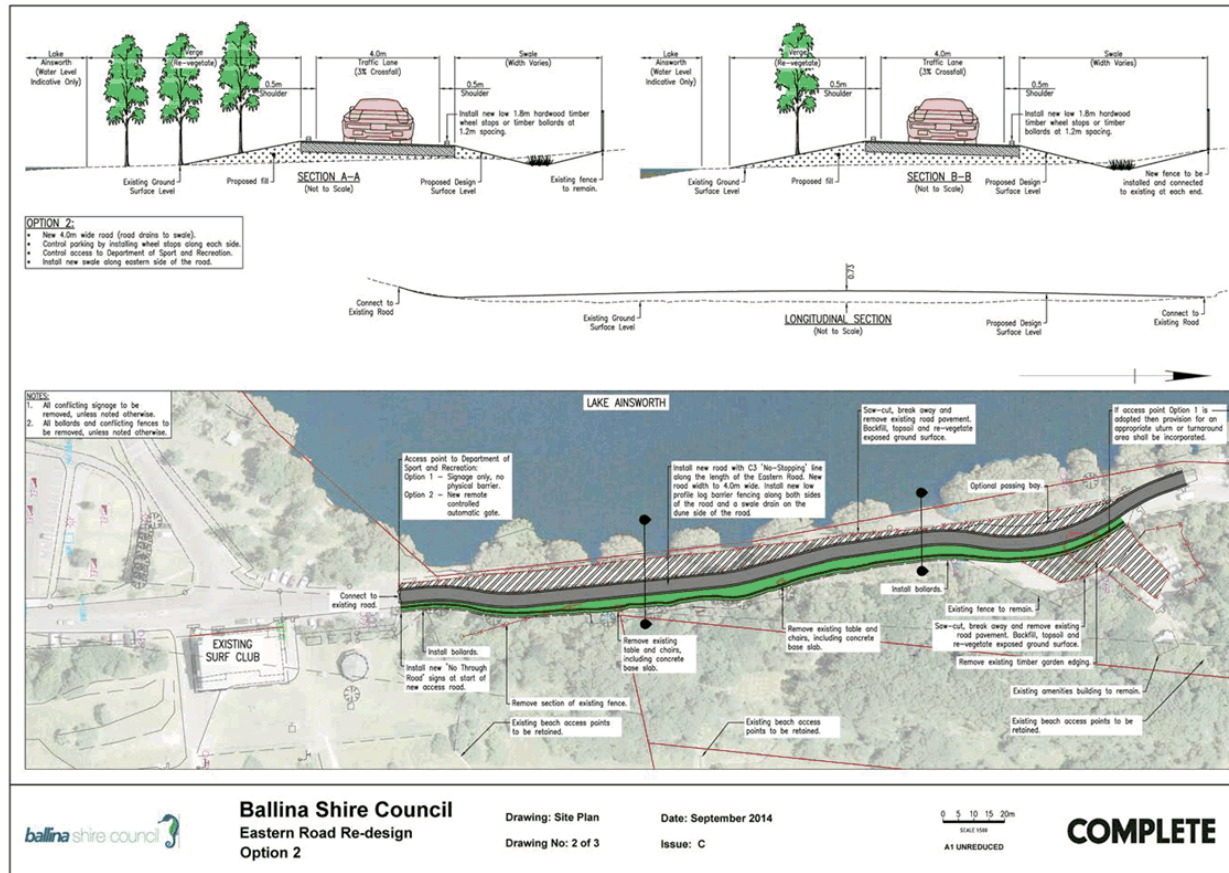 Lake
Ainsworth
(Water Level
Indicative Only)
Verge
(Re-vegetate)
4.0m
Traffic Lane
(3% Crossfall)
Swale
(Width Varies)
0.5m
Shoulder
0.5m
Shoulder
Install new low 1.8m hardwood timber
wheel stops or timber bollards at
1.2m spacing.
Existing Ground
Surface Level
Proposed fill
SECTION A-A
(Not to Scale)
Proposed Design
Surface Level
Existing fence
to remain.
Lake
Ainsworth
(Water Level
Indicative Only)
Verge
(Re-vegetate)
4.0m
Traffic Lane
(3% Crossfall)
Swale
(Width Varies)
0.5m
Shoulder
0.5m
Shoulder
Install new low 1.8m hardwood
timber wheel stops or timber
bollards at 1.2m spacing.
Existing Ground
Surface Level
Proposed fill
SECTION B-B
(Not to Scale)
Proposed Design
Surface Level
New fence to be
installed and connected
to existing at each end.
OPTION 2:
• New 4.0m wide road (road drains to swale).
• Control parking by installing wheel stops along each side.
• Control access to Department of Sport and Recreation.
• Install new swale along eastern side of the road.
Connect to
Existing Road
Existing Ground
Surface Level
0.73
LONGITUDINAL SECTION
(Not to Scale)
Proposed Design
Surface Level
Connect to
Existing Road
NOTES:
1. All conflicting signage to be
removed, unless noted otherwise.
2. All bollards and conflicting fences to
be removed, unless noted otherwise.
LAKE AINSWORTH
Access point to Department of
Sport and Recreation:
Option 1 – Signage only, no
physical barrier.
Option 2 – New remote
controlled
automatic gate.
Install new road with C3 'No-Stopping' line
along the length of the Eastern Road. New
road width to 4.0m wide. Install new low
profile log barrier fencing along both sides
of the road and a swale drain on the
dune side of the road.
Saw-cut, break away and
remove existing road pavement.
Backfill, topsoil and re-vegetate
exposed ground surface.
Optional passing bay
If access point Option 1 is
adopted then provision for an
appropriate uturn or turnaround
area shall be incorporated.
Connect to
existing road.
EXISTING
SURF CLUB
Install bollards.
Install new 'No Through
Road' signs at start of
new access road.
Remove section of existing fence.
Existing beach access points
to be retained.
Remove existing
table and chairs,
including concrete
base slab.
Existing beach access
points to be retained.
Remove existing table and
chairs, including concrete
base slab.
Install bollards.
Existing fence to remain.
Saw-cut, break away and remove existing
road pavement. Backfill, topsoil and
re-vegetate exposed ground surface.
Remove existing timber garden edging.
Existing amenities building to remain.
Existing beach access points to be
retained.
ballina shire council
Ballina Shire Council
Eastern Road Re-design
Option 2
Drawing: Site Plan
Drawing No: 2 of 3
Date: September 2014
Issue: C
0 5 10 15 20m
SCALE 1:500
A1 UNREDUCED
COMPLETE